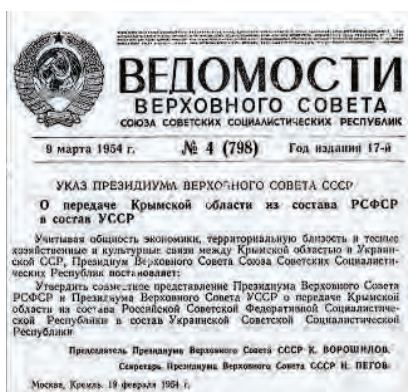 ВЕДОМОСТИ
ВЕРХОВНОГО СОВЕТА
СОЮЗА СОВЕТСКИХ СОЦИАЛИСТИЧЕСКИХ РЕСПУБЛИК
9 марта 1954 г. № 4 (798) Год издания 17-й
УКАЗ ПРЕЗИДИУМА ВЕРХОВНОГО СОВЕТА СССР
О передаче Крымской области из состава РСФСР
в состав УССР
Учитывая общность экономики, территориальную близость и тесные
хозяйственные и культурные связи между Крымской областью и Украин-
ской ССР, Президиум Верховного Совета Союза Советских Социалисти-
ческих Республик постановляет:
Утвердить совместное представление Президиума Верховного Совета
РСФСР и Президиума Верховного Совета УССР о передаче Крымской
области из состава Российской Советской Федеративной Социалистиче-
ской Республики в состав Украинской Советской Социалистической
Республики
Председатель Президиума Верховного Совета СССР К. ВОРОШИЛОВ.
Секретарь Президиума Верховного Совета СССР Н. ПЕГОВ.
Москва, Кремль. 19 февраля 1954 г.